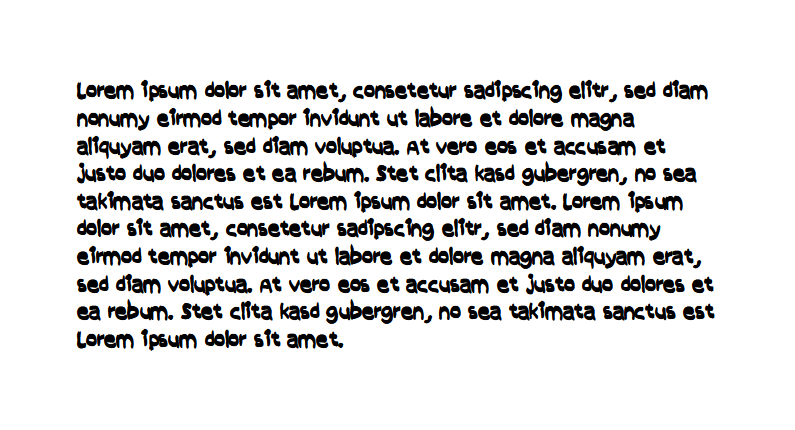 Lorem ipsum dolor sit amet, consetetur sadipscing elitr, sed diam
nonumy eirmod tempor invidunt ut labore et dolore magna
aliquyam erat, sed diam voluptua. At vero eos et accusam et
justo duo dolores et ea rebum. Stet clita kasd gubergren, no sea
takimata sanctus est Lorem ipsum dolor sit amet. Lorem ipsum
dolor sit amet, consetetur sadipscing elitr, sed diam nonumy
eirmod tempor invidunt ut labore et dolore magna aliquyam erat,
sed diam voluptua. At vero eos et accusam et justo duo dolores et
ea rebum. Stet clita kasd gubergren, no sea takimata sanctus est
Lorem ipsum dolor sit amet.